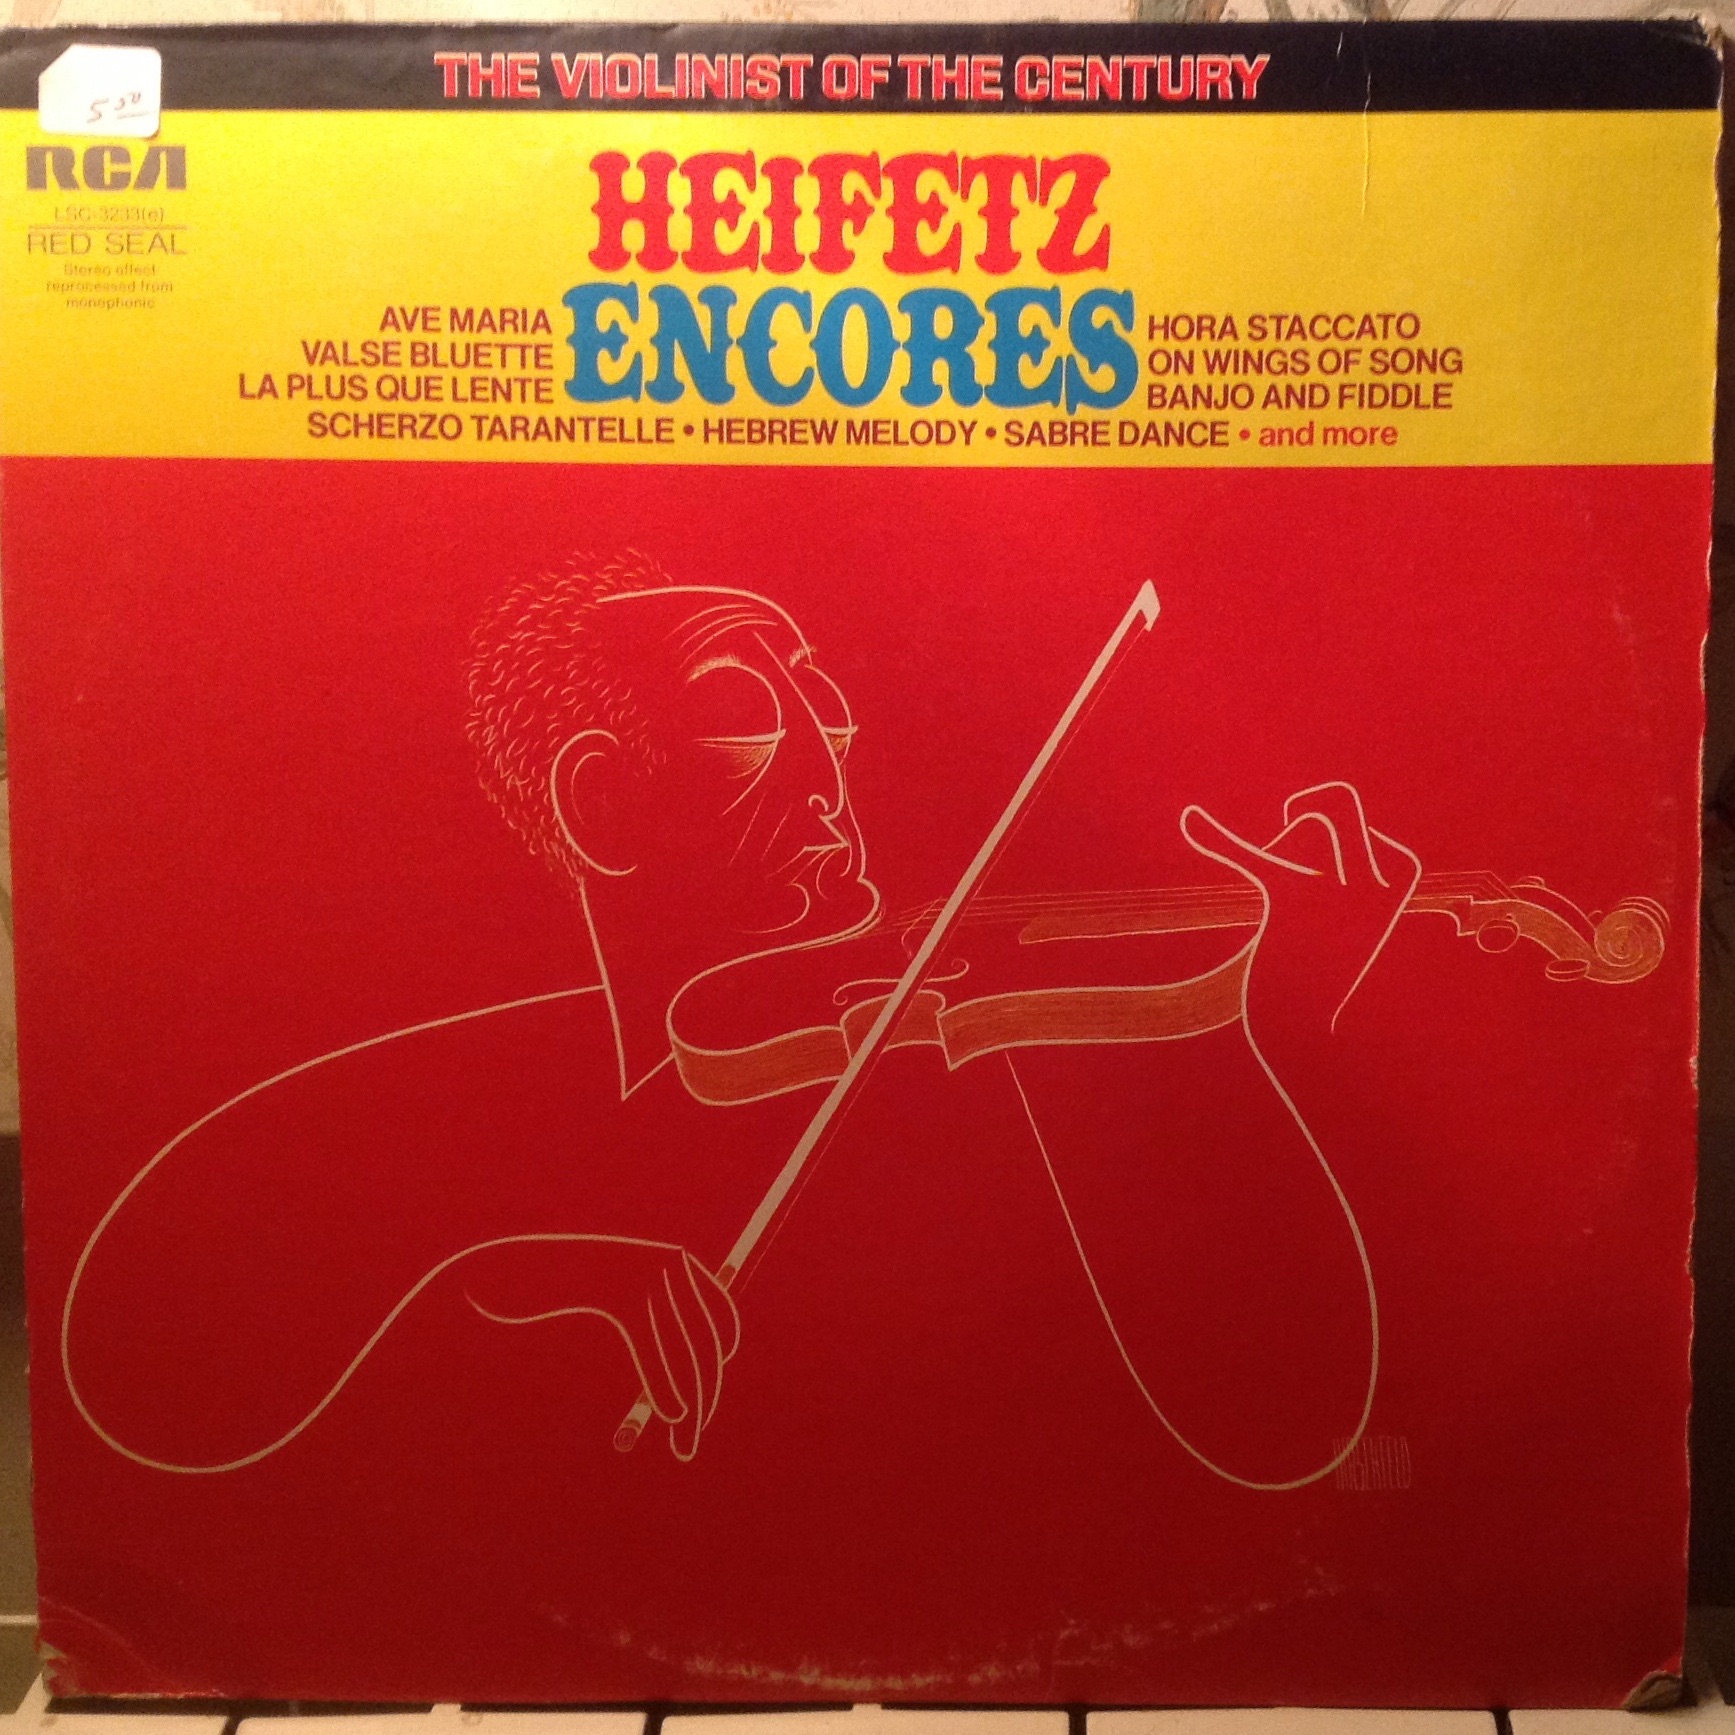 THE VIOLINIST OF THE CENTURY
5 50
RCA
LSC-3233(e)
RED SEAL
Stereo effect
reprocessed from
monophonic
HEIFETZ
ENCORES
AVE MARIA
VALSE BLUETTE
LA PLUS QUE LENTE
HORA STACCATO
ON WINGS OF SONG
BANJO AND FIDDLE
SCHERZO TARANTELLE • HEBREW MELODY • SABRE DANCE • and more
HIRSCHFELD